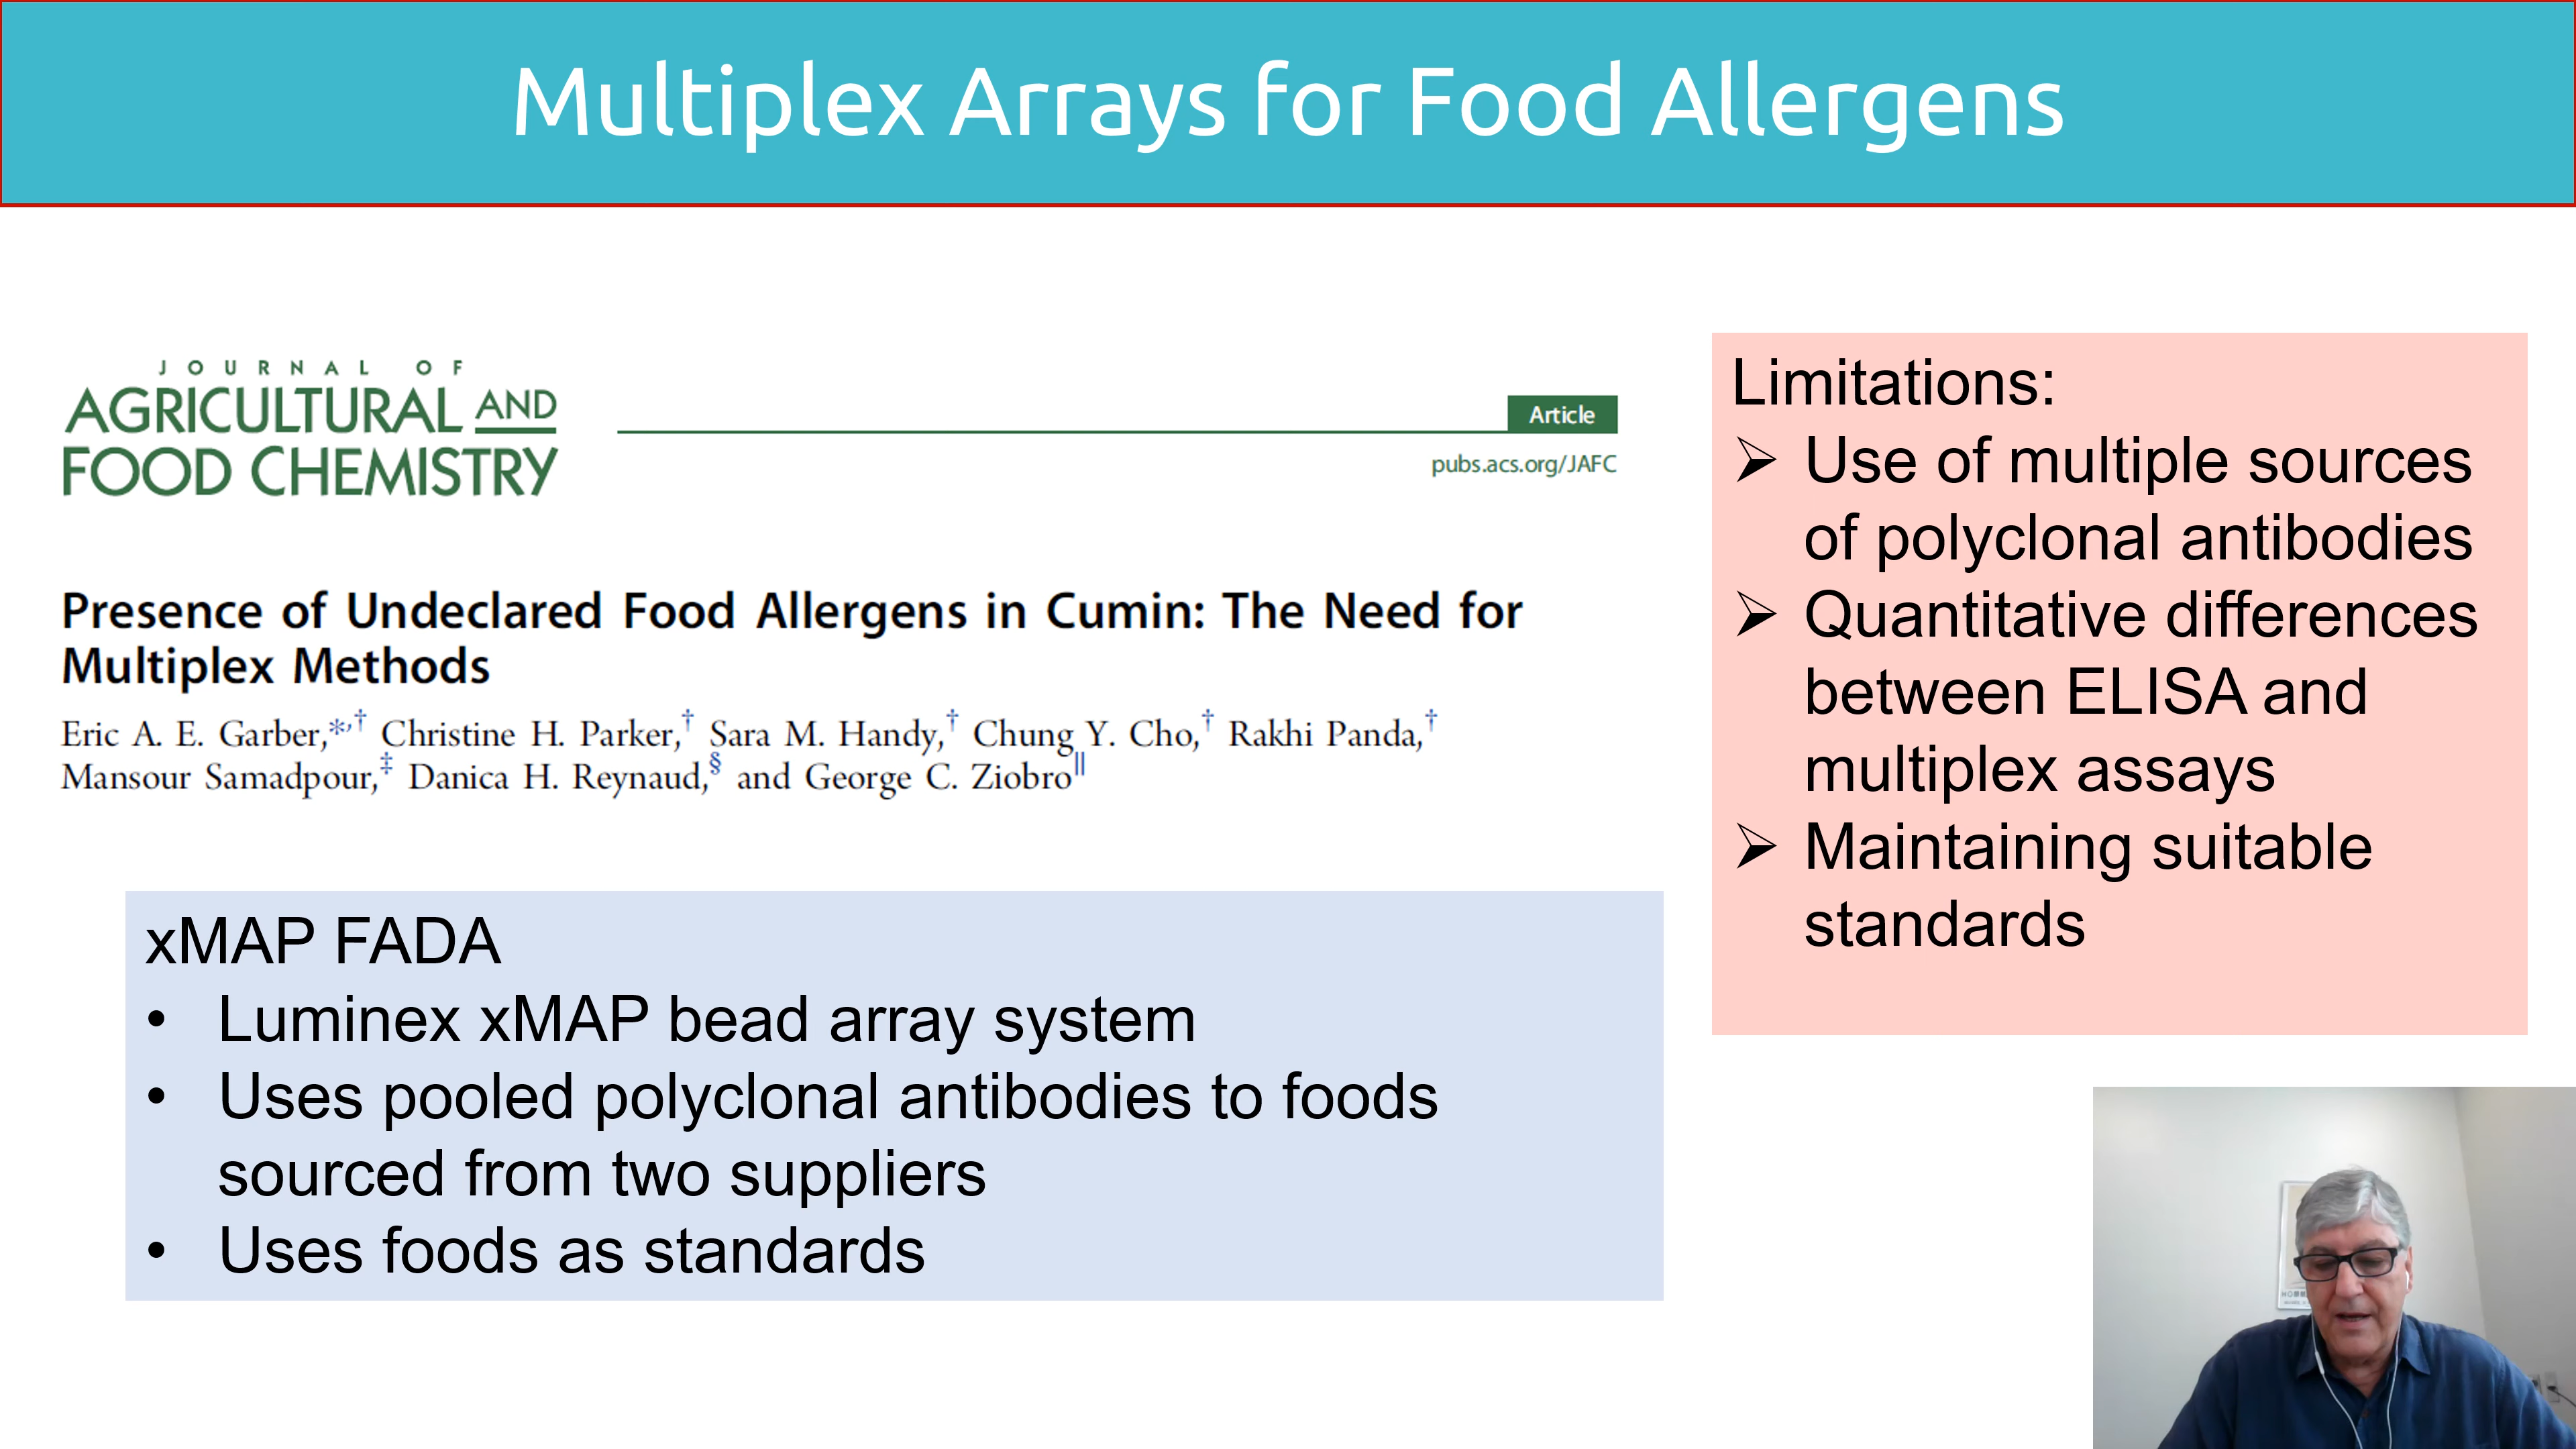 Multiplex Arrays for Food Allergens
JOURNAL OF
AGRICULTURAL AND
FOOD CHEMISTRY
Article
pubs.acs.org/JAFC
Presence of Undeclared Food Allergens in Cumin: The Need for
Multiplex Methods
Eric A. E. Garber,*,† Christine H. Parker,† Sara M. Handy,† Chung Y. Cho,† Rakhi Panda,†
Mansour Samadpour,‡ Danica H. Reynaud,§ and George C. Ziobro∥
xMAP FADA
• Luminex xMAP bead array system
• Uses pooled polyclonal antibodies to foods
sourced from two suppliers
• Uses foods as standards
Limitations:
➢ Use of multiple sources
of polyclonal antibodies
➢ Quantitative differences
between ELISA and
multiplex assays
➢ Maintaining suitable
standards